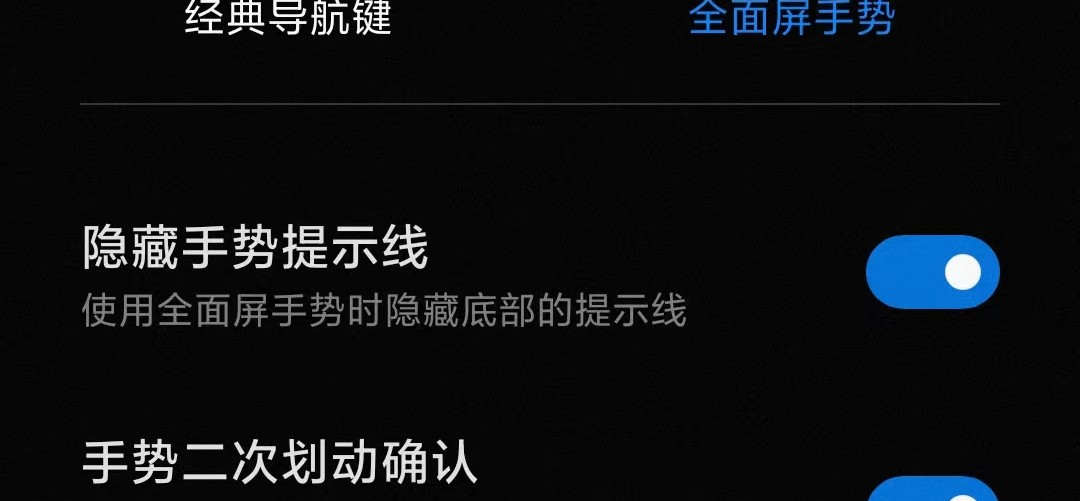 经典导航键
全面屏手势
隐藏手势提示线
使用全面屏手势时隐藏底部的提示线
手势二次划动确认